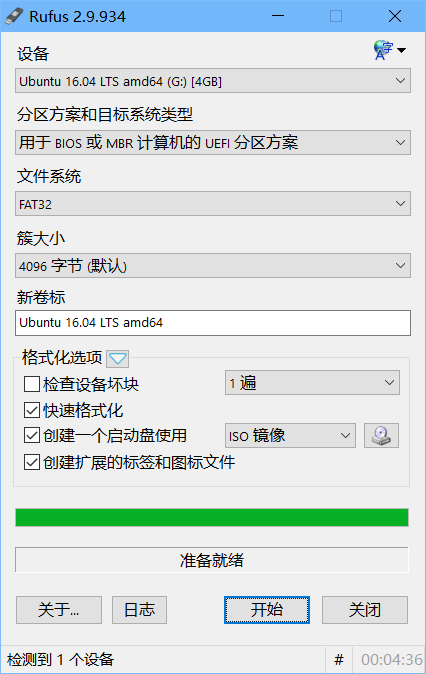 Rufus 2.9.934
设备
Ubuntu 16.04 LTS amd64 (G:) [4GB]
分区方案和目标系统类型
用于 BIOS 或 MBR 计算机的 UEFI 分区方案
文件系统
FAT32
簇大小
4096 字节 (默认)
新卷标
Ubuntu 16.04 LTS amd64
格式化选项
检查设备坏块 1 遍
快速格式化
创建一个启动盘使用 ISO 镜像
创建扩展的标签和图标文件
准备就绪
关于... 日志 开始 关闭
检测到 1 个设备 # 00:04:36